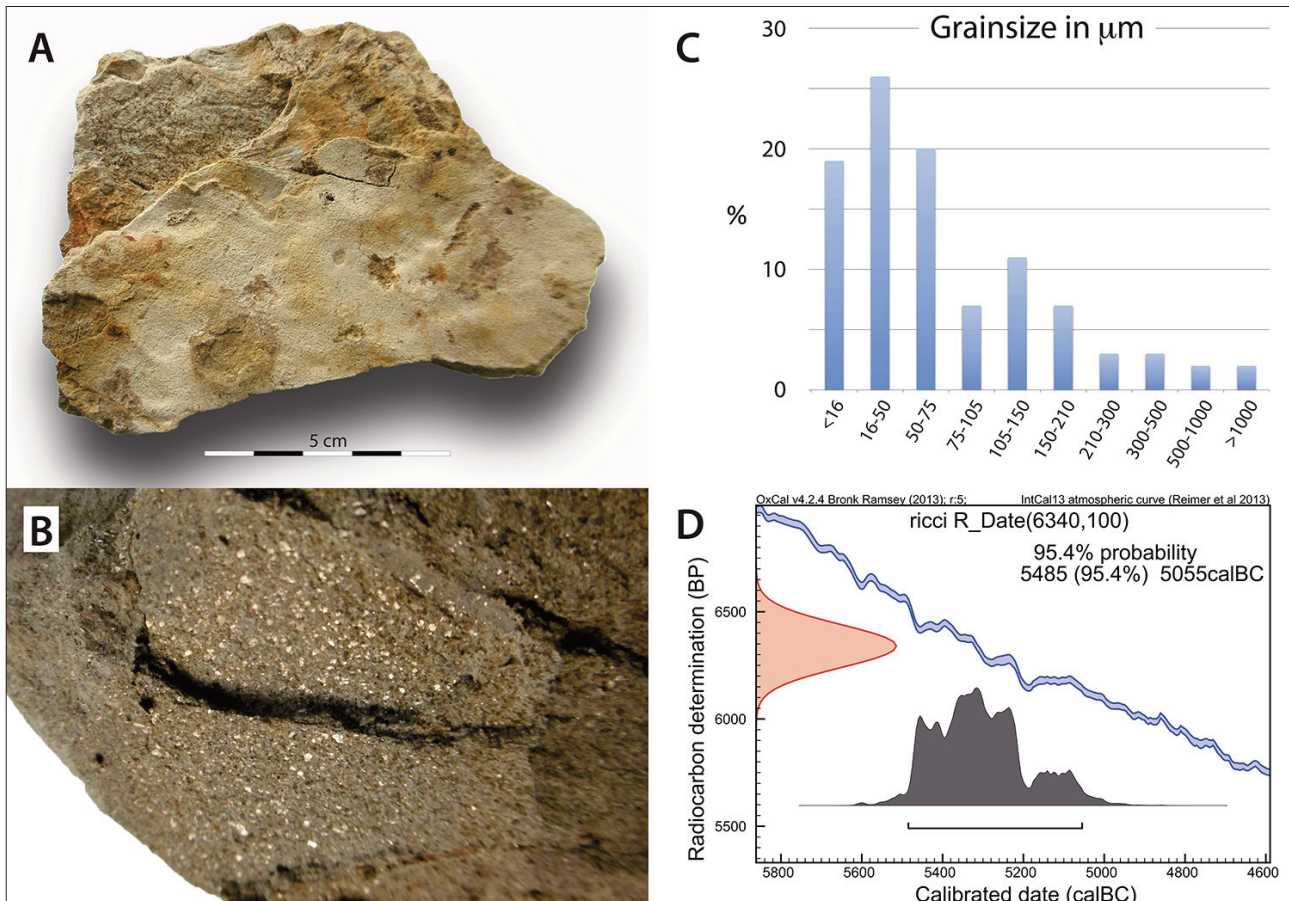 A
5 cm
B
C
Grainsize in μm
30
20
%
10
0
<16
16-50
50-75
75-105
105-150
150-210
210-300
300-500
500-1000
>1000
D
OxCal v4.2.4 Bronk Ramsey (2013); r:5;
IntCal13 atmospheric curve (Reimer et al 2013)
ricci R_Date(6340,100)
95.4% probability
5485 (95.4%) 5055calBC
Radiocarbon determination (BP)
6500
6000
5500
5800 5600 5400 5200 5000 4800 4600
Calibrated date (calBC)